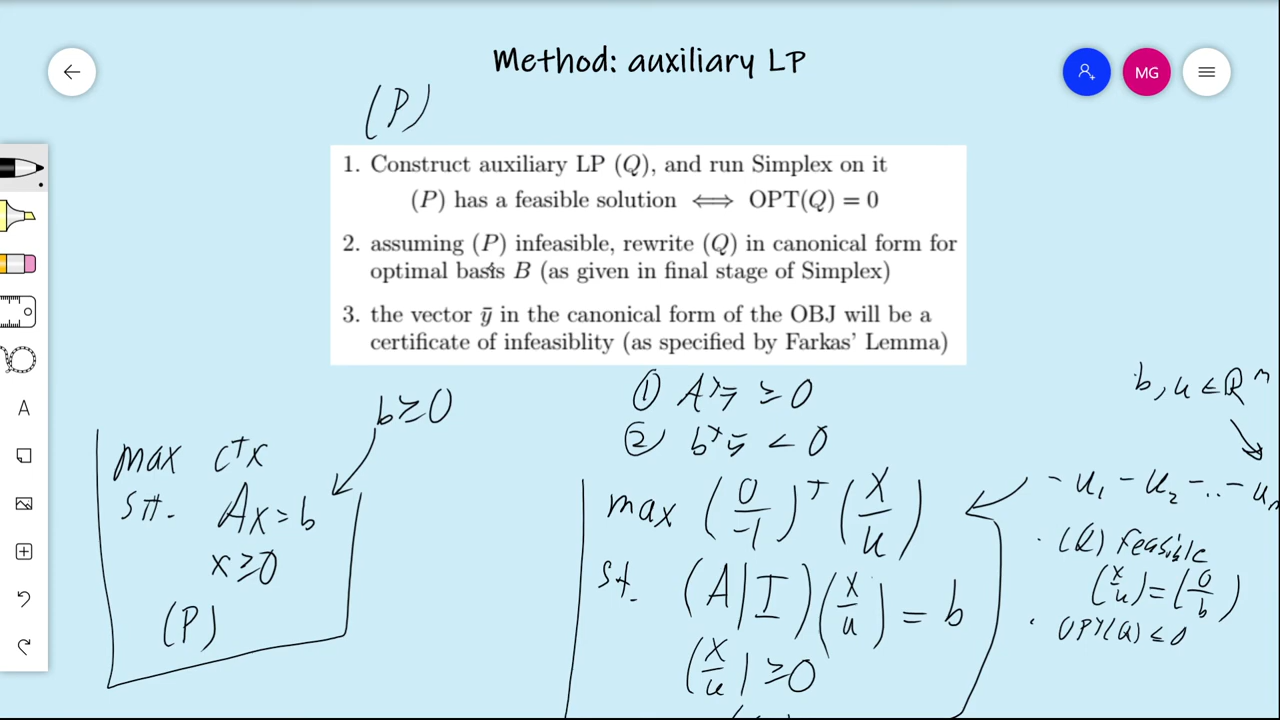 Method: auxiliary LP
MG
(P)
1. Construct auxiliary LP (Q), and run Simplex on it
(P) has a feasible solution ⟺ OPT(Q) = 0
2. assuming (P) infeasible, rewrite (Q) in canonical form for
optimal basis B (as given in final stage of Simplex)
3. the vector ȳ in the canonical form of the OBJ will be a
certificate of infeasiblity (as specified by Farkas' Lemma)
b ≥ 0
max cᵀx
st. Ax = b
x ≥ 0
(P)
① Aᵀȳ ≥ 0
② bᵀȳ < 0
max (0/-1)ᵀ (x/u)
st. (A|I)(x/u) = b
(x/u) ≥ 0
b, u ∈ ℝᵐ
- u₁ - u₂ - .. - uₘ
· (Q) feasible
(x/u) = (0/b)
· OPT(Q) ≤ 0
A